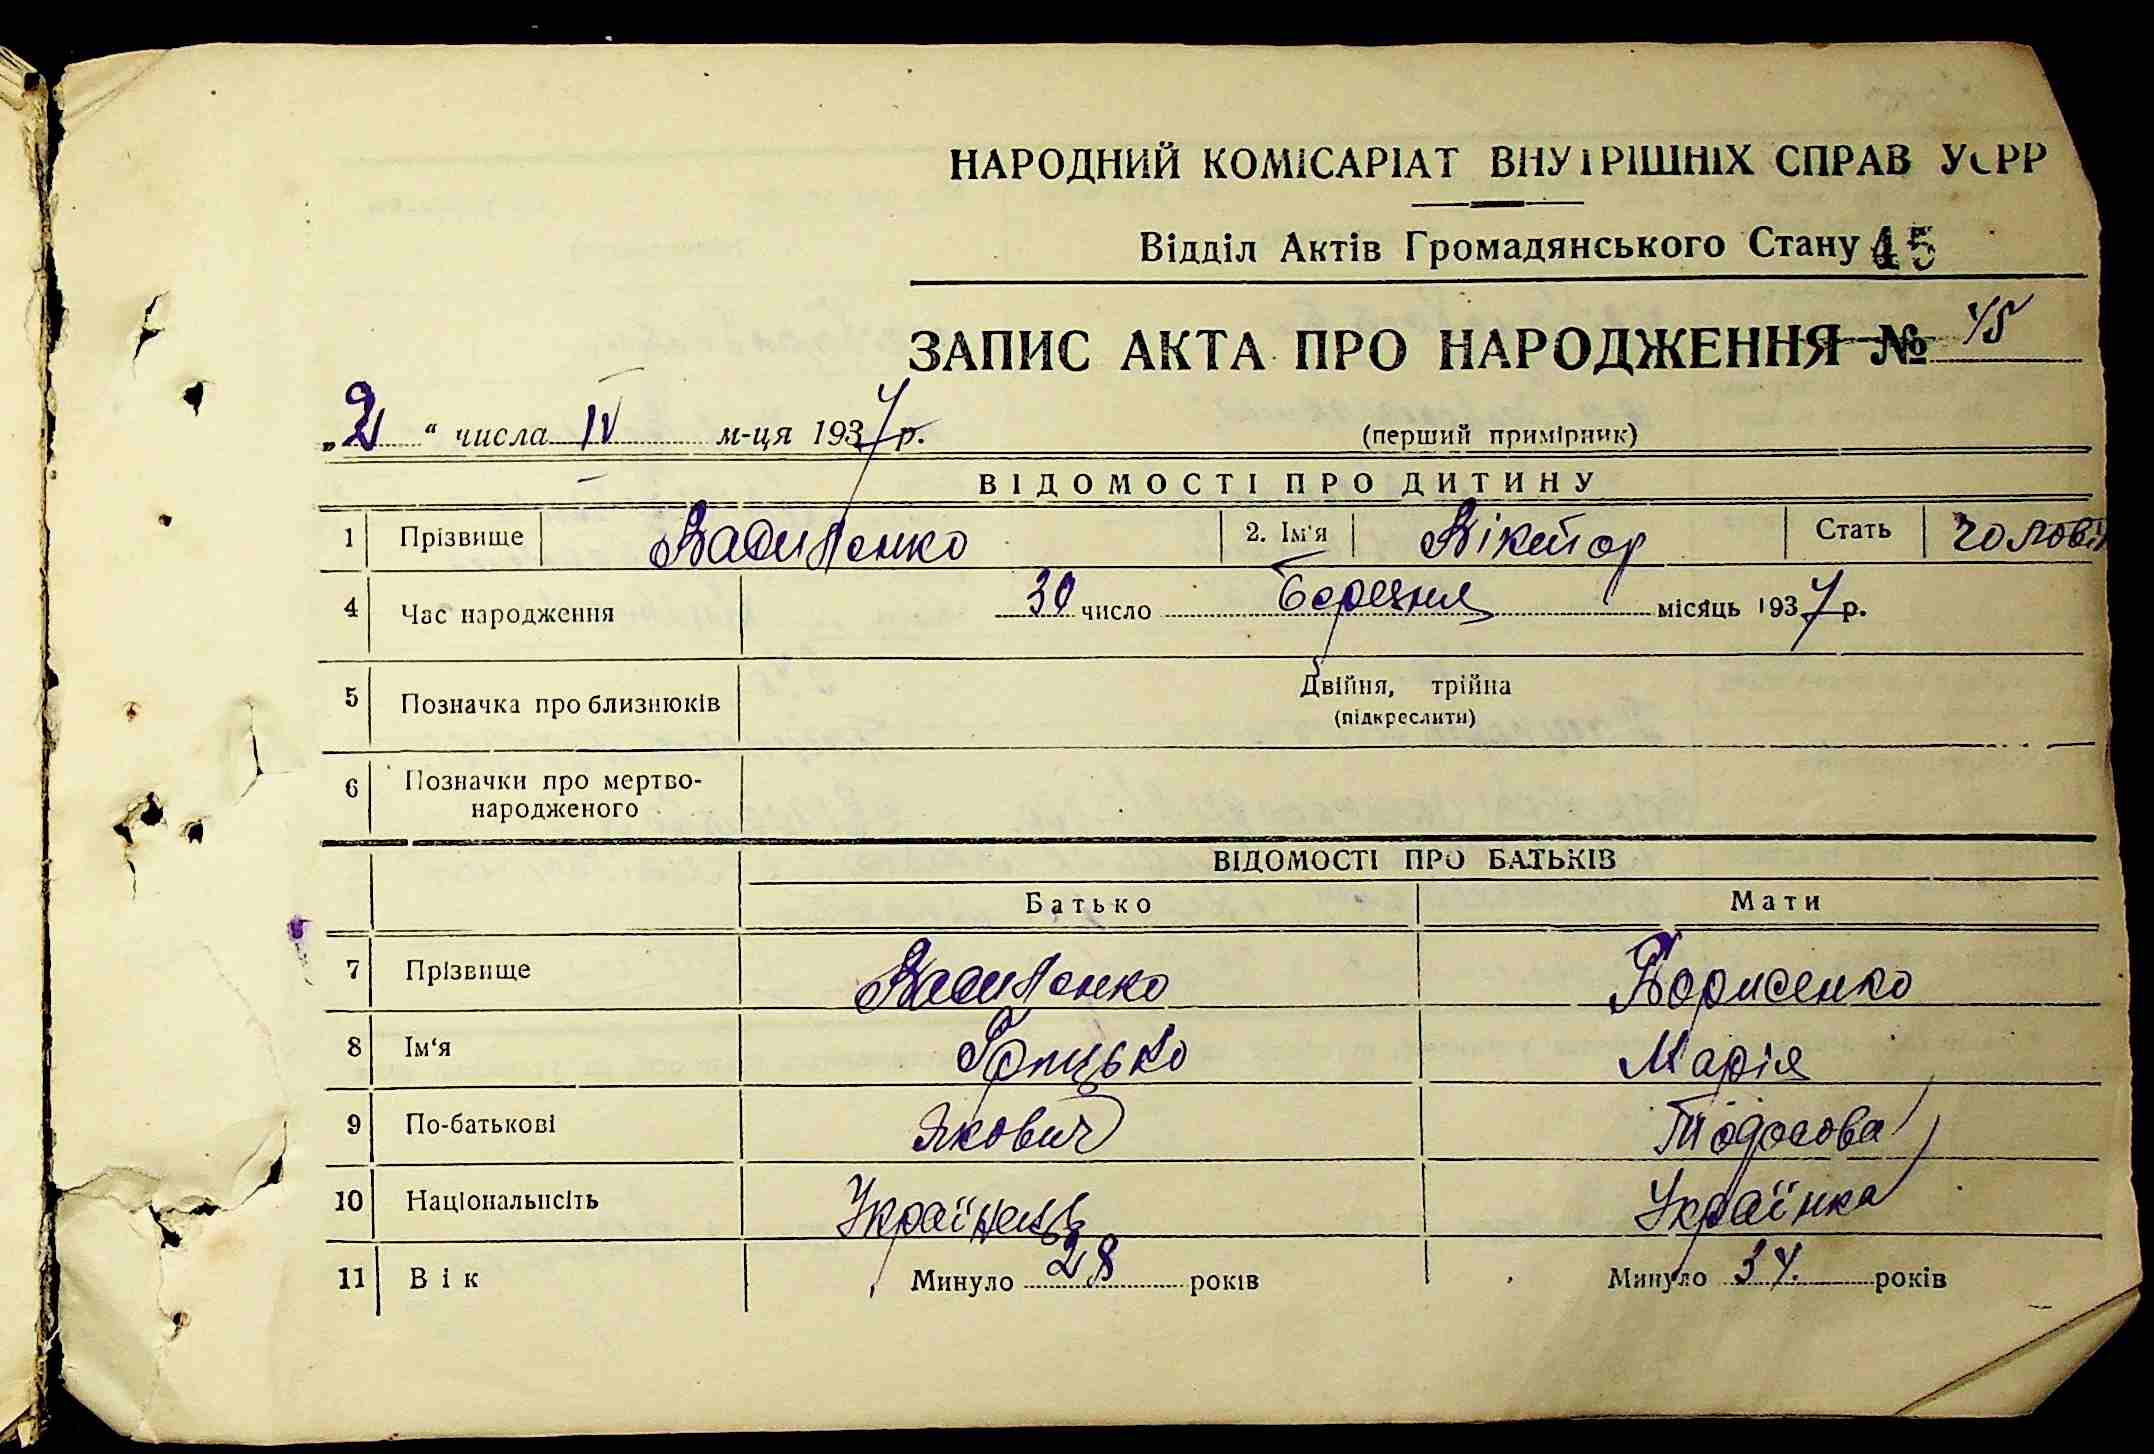 НАРОДНИЙ КОМІСАРІАТ ВНУТРІШНІХ СПРАВ УСРР
Відділ Актів Громадянського Стану 45
ЗАПИС АКТА ПРО НАРОДЖЕННЯ № 45
„2“ числа IV м-ця 1937 р. (перший примірник)
ВІДОМОСТІ ПРО ДИТИНУ
1 Прізвище Василенко 2. Ім'я Віктор Стать чолові
4 Час народження 30 число березня місяць 1937 р.
5 Позначка про близнюків Двійня, трійна
(підкреслити)
6 Позначки про мертво-
народженого
ВІДОМОСТІ ПРО БАТЬКІВ
Батько Мати
7 Прізвище Василенко Борисенко
8 Ім'я Грицько Марія
9 По-батькові Якович Тодосова
10 Національність Українець Українка
11 Вік Минуло 28 років Минуло 34 років